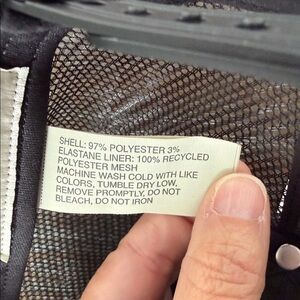 SHELL: 97% POLYESTER 3%
ELASTANE LINER: 100% RECYCLED
POLYESTER MESH
MACHINE WASH COLD WITH LIKE
COLORS, TUMBLE DRY LOW,
REMOVE PROMPTLY, DO NOT
BLEACH, DO NOT IRON